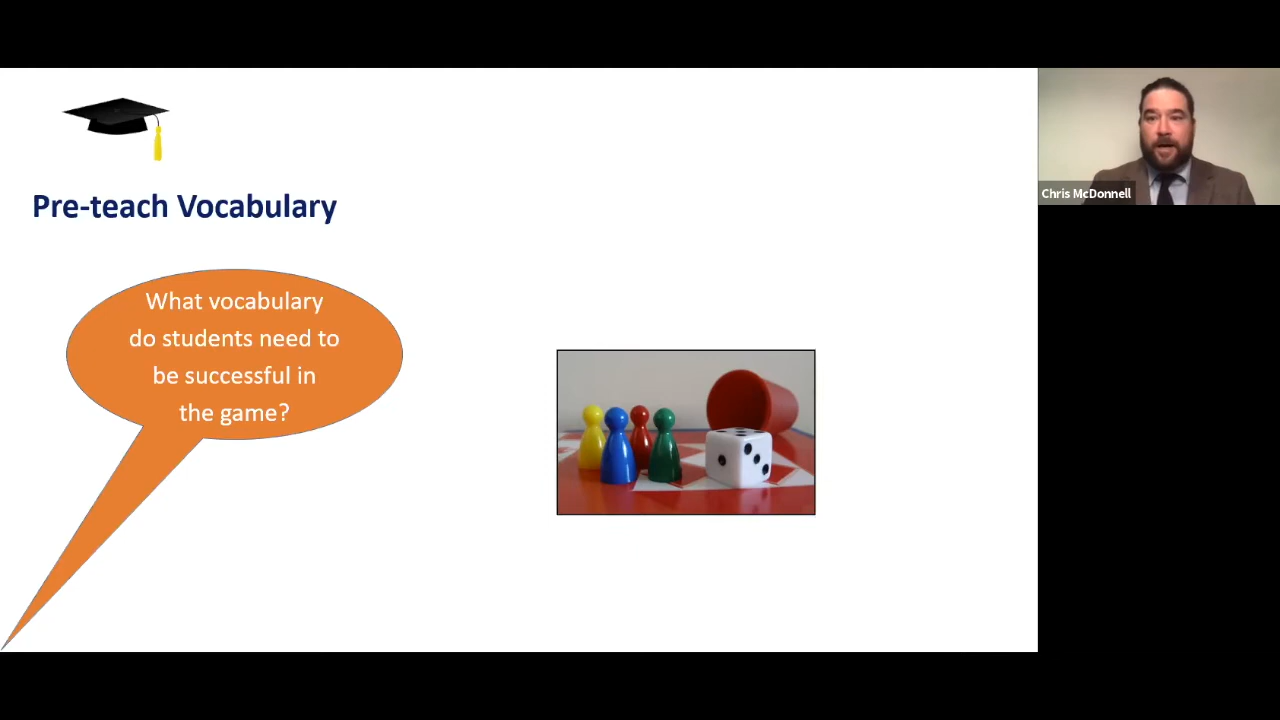 Pre-teach Vocabulary
What vocabulary
do students need to
be successful in
the game?
Chris McDonnell